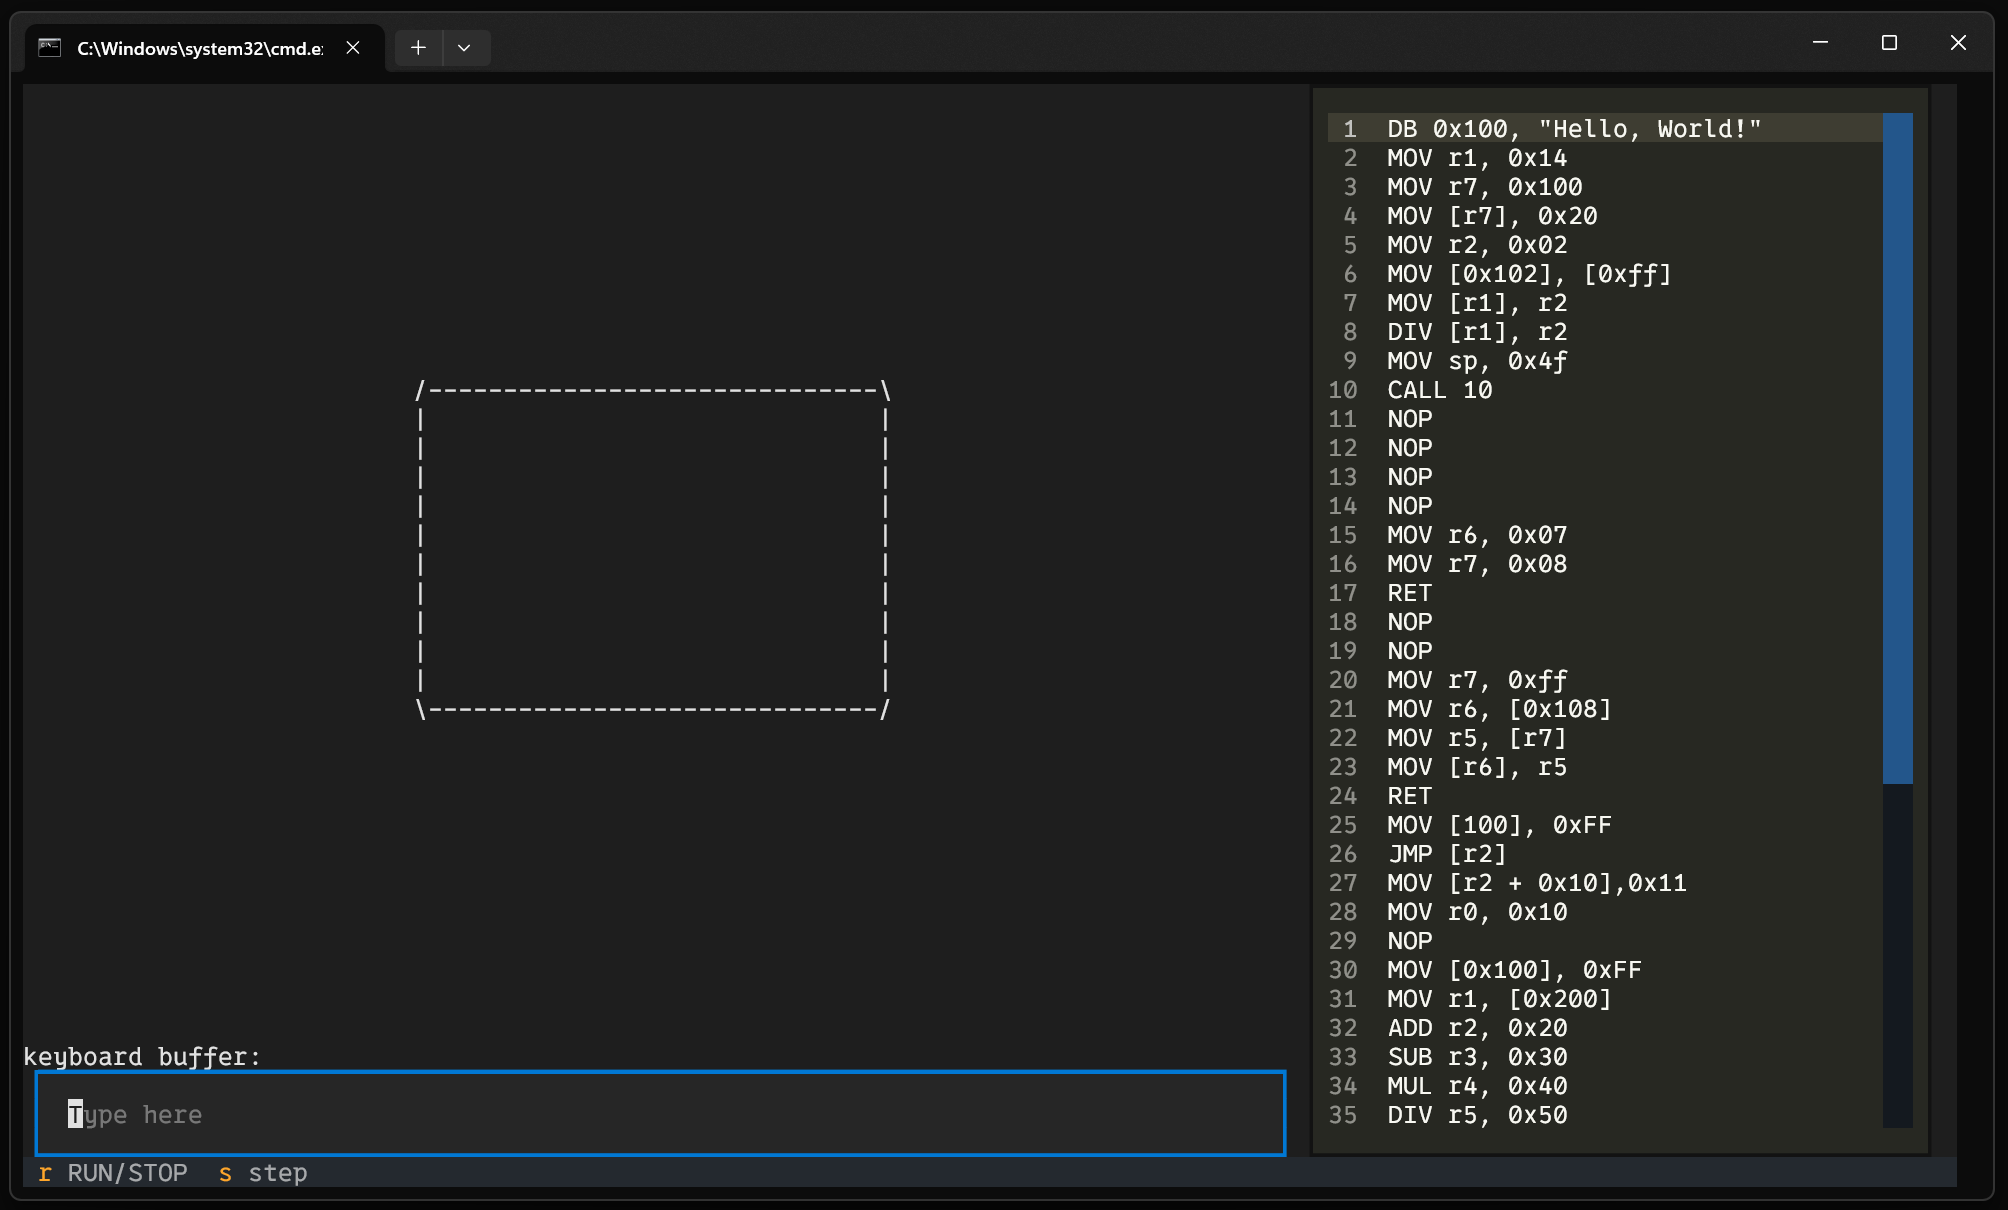 C:\Windows\system32\cmd.e
/------------------------------\
|                              |
|                              |
|                              |
|                              |
|                              |
|                              |
|                              |
|                              |
|                              |
|                              |
\------------------------------/
keyboard buffer:
Type here
r RUN/STOP  s step
1 DB 0x100, "Hello, World!"
2 MOV r1, 0x14
3 MOV r7, 0x100
4 MOV [r7], 0x20
5 MOV r2, 0x02
6 MOV [0x102], [0xff]
7 MOV [r1], r2
8 DIV [r1], r2
9 MOV sp, 0x4f
10 CALL 10
11 NOP
12 NOP
13 NOP
14 NOP
15 MOV r6, 0x07
16 MOV r7, 0x08
17 RET
18 NOP
19 NOP
20 MOV r7, 0xff
21 MOV r6, [0x108]
22 MOV r5, [r7]
23 MOV [r6], r5
24 RET
25 MOV [100], 0xFF
26 JMP [r2]
27 MOV [r2 + 0x10],0x11
28 MOV r0, 0x10
29 NOP
30 MOV [0x100], 0xFF
31 MOV r1, [0x200]
32 ADD r2, 0x20
33 SUB r3, 0x30
34 MUL r4, 0x40
35 DIV r5, 0x50